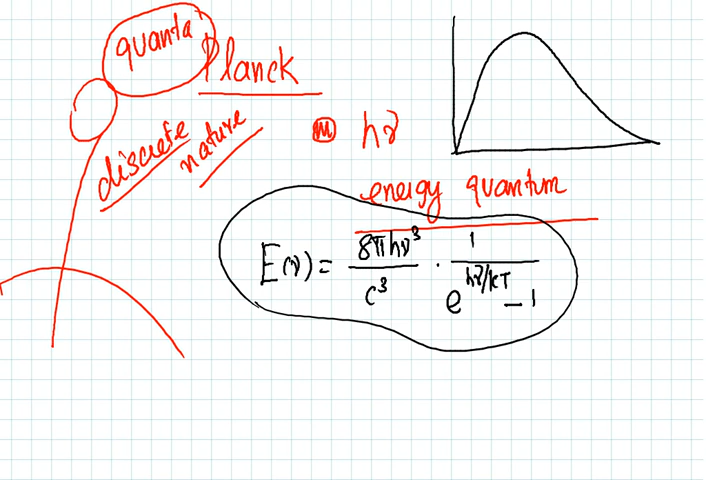 quanta
Planck
discrete
nature
m hν
energy quantum
E(ν) = 8πhν³/c³ · 1/(e^(hν/kT) - 1)